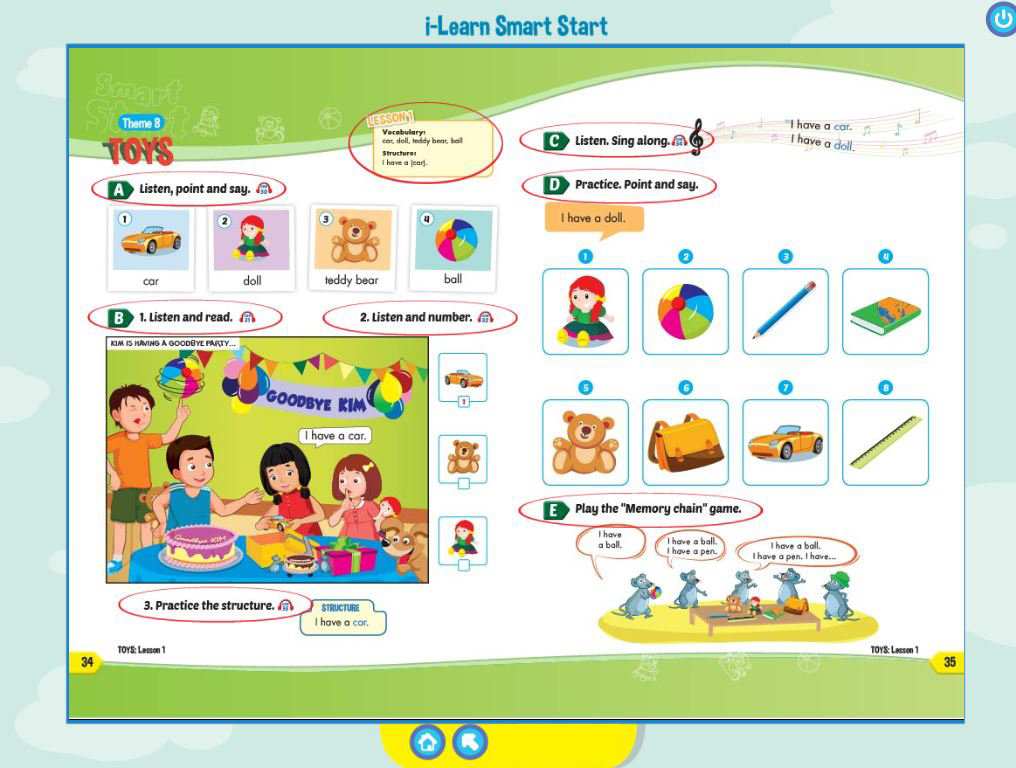 i-Learn Smart Start
Smart
Start
Theme 8
TOYS
LESSON 1
Vocabulary:
car, doll, teddy bear, ball
Structure:
I have a (car).
A Listen, point and say.
1
2
3
4
car
doll
teddy bear
ball
B 1. Listen and read.
2. Listen and number.
KIM IS HAVING A GOODBYE PARTY...
GOODBYE KIM
I have a car.
Goodbye KIM
1
3. Practice the structure.
STRUCTURE
I have a car.
TOYS: Lesson 1
34
C Listen. Sing along.
I have a car.
I have a doll.
D Practice. Point and say.
I have a doll.
1
2
3
4
5
6
7
8
E Play the "Memory chain" game.
I have
a ball.
I have a ball.
I have a pen.
I have a ball.
I have a pen. I have...
TOYS: Lesson 1
35